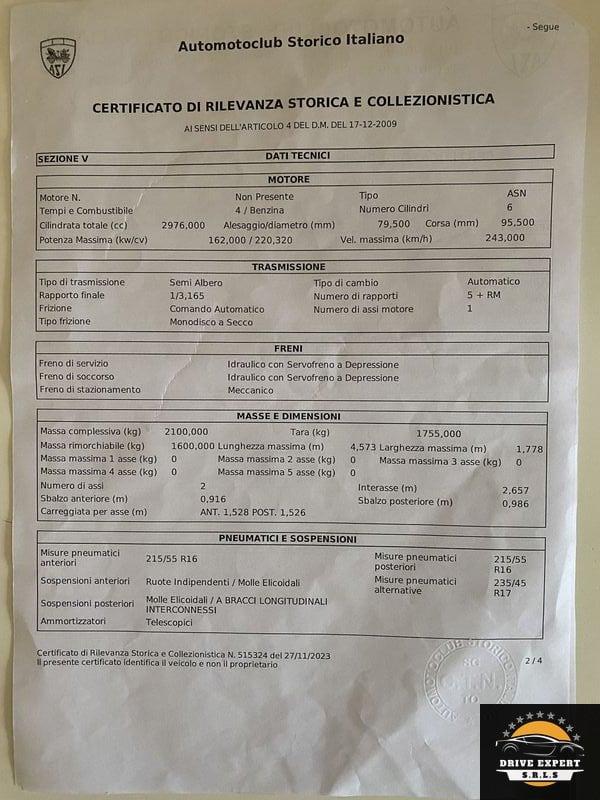 - Segue
Automotoclub Storico Italiano
CERTIFICATO DI RILEVANZA STORICA E COLLEZIONISTICA
AI SENSI DELL'ARTICOLO 4 DEL D.M. DEL 17-12-2009
SEZIONE V DATI TECNICI
MOTORE
Motore N. Non Presente Tipo ASN
Tempi e Combustibile 4 / Benzina Numero Cilindri 6
Cilindrata totale (cc) 2976,000 Alesaggio/diametro (mm) 79,500 Corsa (mm) 95,500
Potenza Massima (kw/cv) 162,000 / 220,320 Vel. massima (km/h) 243,000
TRASMISSIONE
Tipo di trasmissione Semi Albero Tipo di cambio Automatico
Rapporto finale 1/3,165 Numero di rapporti 5 + RM
Frizione Comando Automatico Numero di assi motore 1
Tipo frizione Monodisco a Secco
FRENI
Freno di servizio Idraulico con Servofreno a Depressione
Freno di soccorso Idraulico con Servofreno a Depressione
Freno di stazionamento Meccanico
MASSE E DIMENSIONI
Massa complessiva (kg) 2100,000 Tara (kg) 1755,000
Massa rimorchiabile (kg) 1600,000 Lunghezza massima (m) 4,573 Larghezza massima (m) 1,778
Massa massima 1 asse (kg) 0 Massa massima 2 asse (kg) 0 Massa massima 3 asse (kg) 0
Massa massima 4 asse (kg) 0 Massa massima 5 asse (kg) 0
Numero di assi 2 Interasse (m) 2,657
Sbalzo anteriore (m) 0,916 Sbalzo posteriore (m) 0,986
Carreggiata per asse (m) ANT. 1,528 POST. 1,526
PNEUMATICI E SOSPENSIONI
Misure pneumatici anteriori 215/55 R16 Misure pneumatici posteriori 215/55 R16
Sospensioni anteriori Ruote Indipendenti / Molle Elicoidali Misure pneumatici alternative 235/45 R17
Sospensioni posteriori Molle Elicoidali / A BRACCI LONGITUDINALI INTERCONNESSI
Ammortizzatori Telescopici
Certificato di Rilevanza Storica e Collezionistica N. 515324 del 27/11/2023
Il presente certificato identifica il veicolo e non il proprietario
2 / 4
DRIVE EXPERT
S.R.L.S